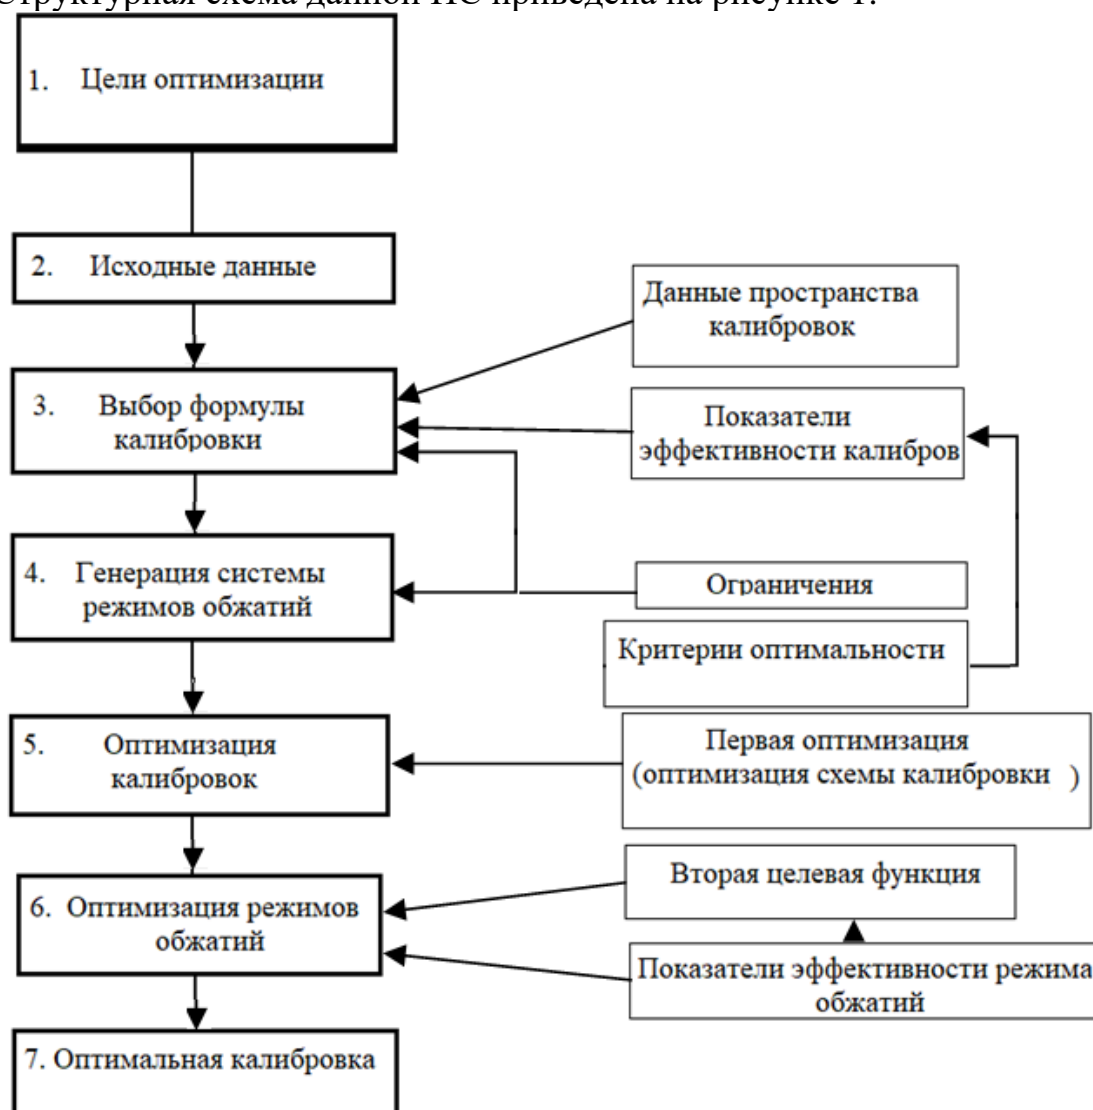 Структурная схема данной ИС приведена на рисунке 1.
1. Цели оптимизации
2. Исходные данные
Данные пространства
калибровок
3. Выбор формулы
калибровки
Показатели
эффективности калибров
4. Генерация системы
режимов обжатий
Ограничения
Критерии оптимальности
5. Оптимизация
калибровок
Первая оптимизация
(оптимизация схемы калибровки )
6. Оптимизация режимов
обжатий
Вторая целевая функция
Показатели эффективности режима
обжатий
7. Оптимальная калибровка